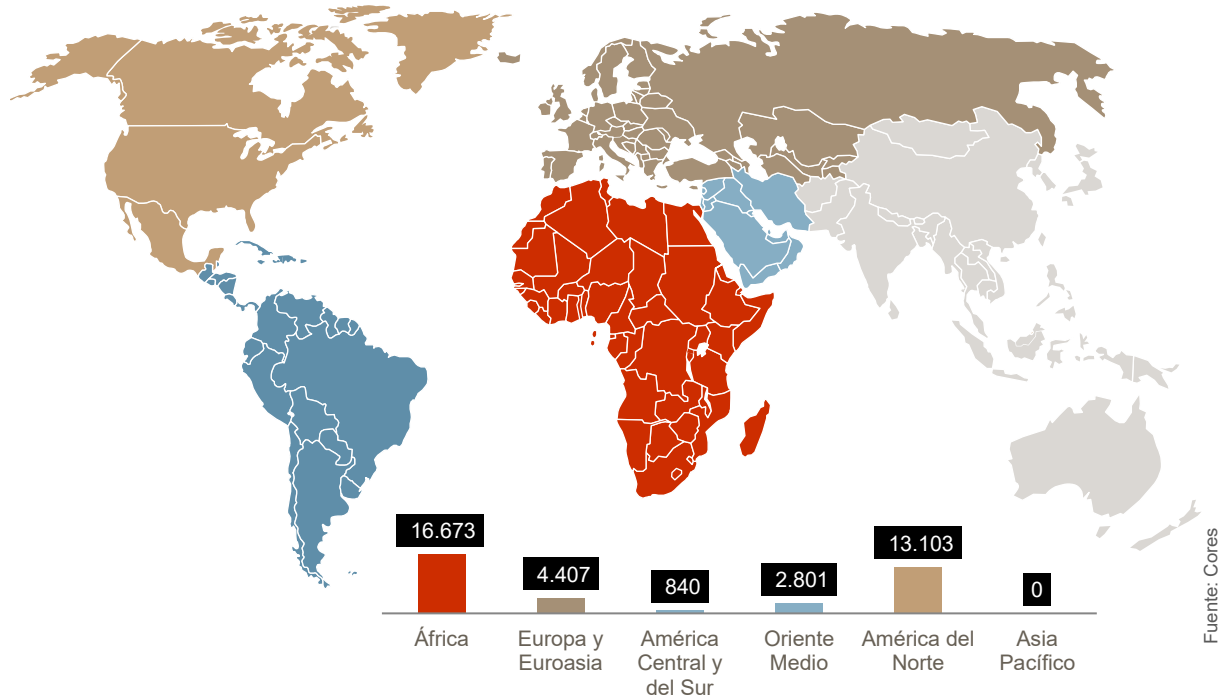 16.673
4.407
840
2.801
13.103
0
África
Europa y
Euroasia
América
Central y
del Sur
Oriente
Medio
América del
Norte
Asia
Pacífico
Fuente: Cores